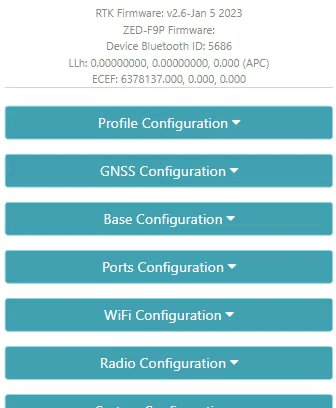 RTK Firmware: v2.6-Jan 5 2023
ZED-F9P Firmware:
Device Bluetooth ID: 5686
LLh: 0.00000000, 0.00000000, 0.000 (APC)
ECEF: 6378137.000, 0.000, 0.000
Profile Configuration
GNSS Configuration
Base Configuration
Ports Configuration
WiFi Configuration
Radio Configuration